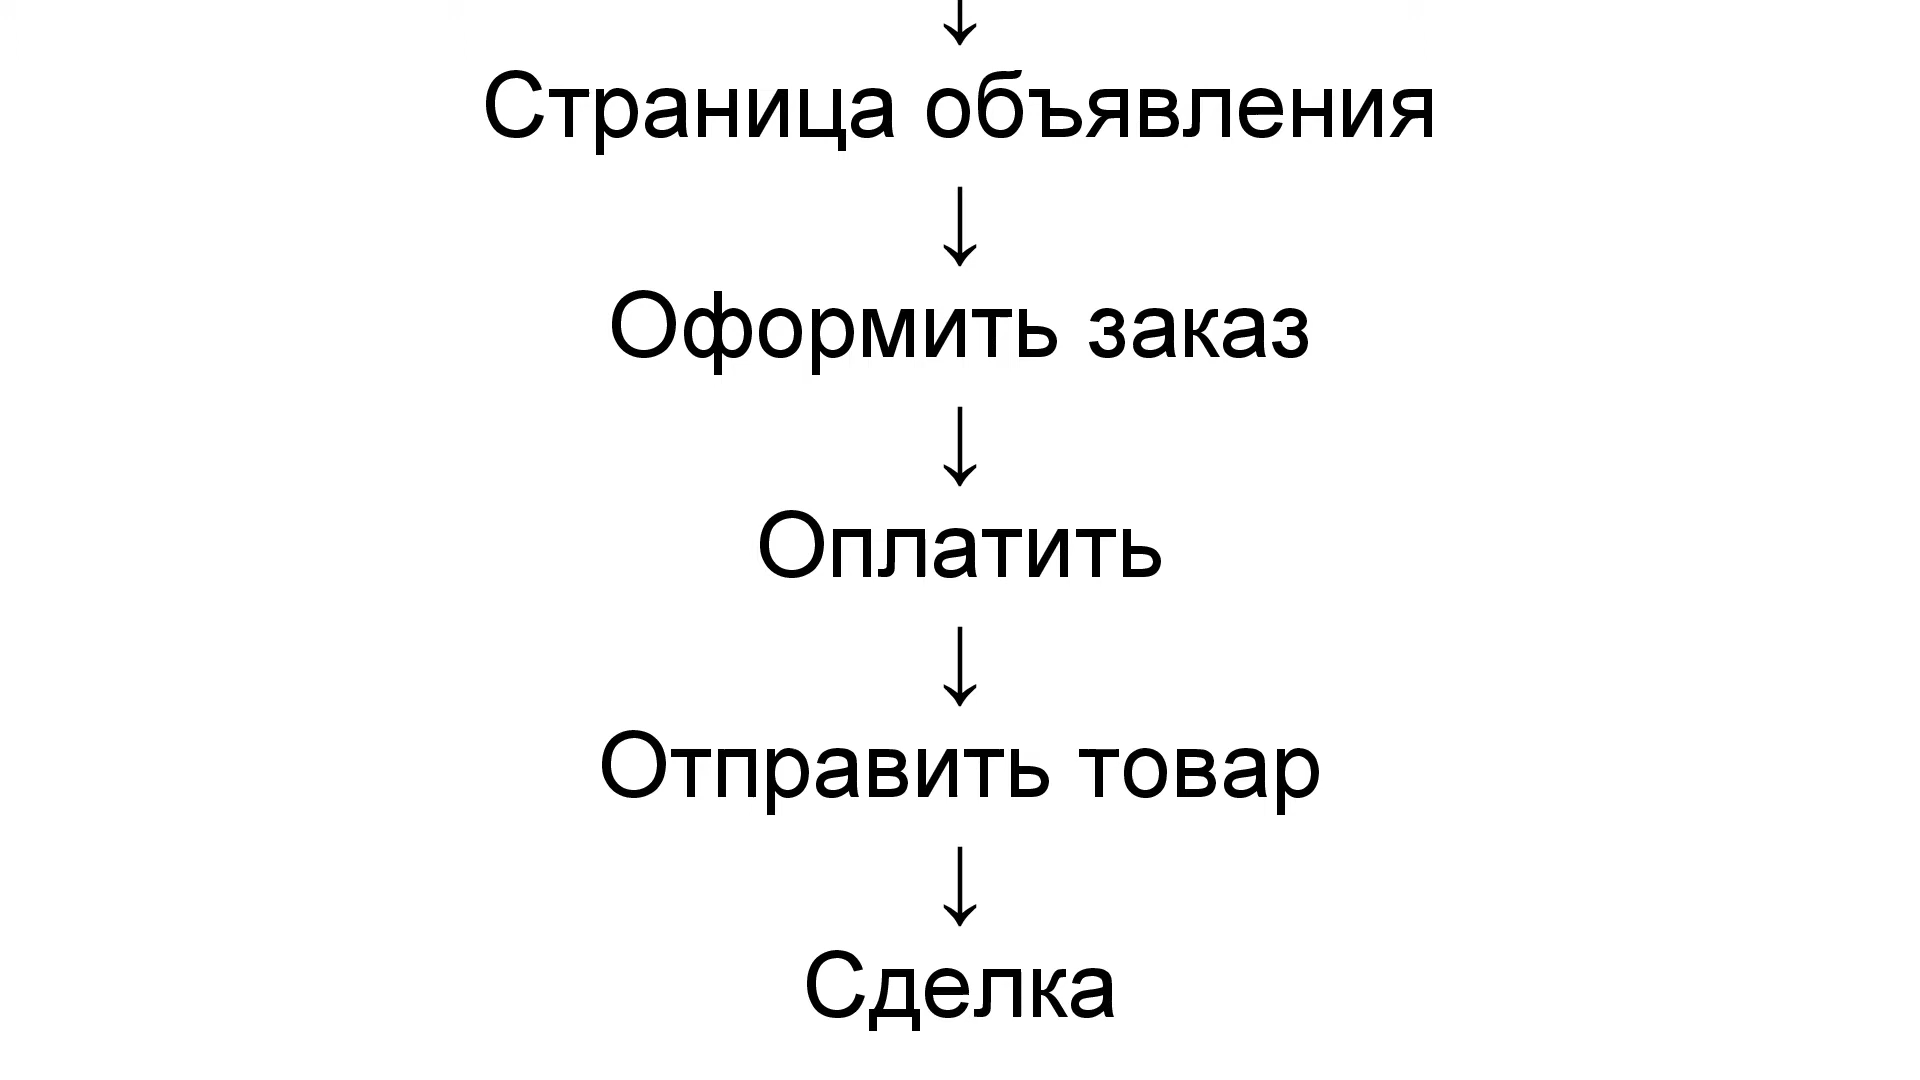 ↓
Страница объявления
↓
Оформить заказ
↓
Оплатить
↓
Отправить товар
↓
Сделка